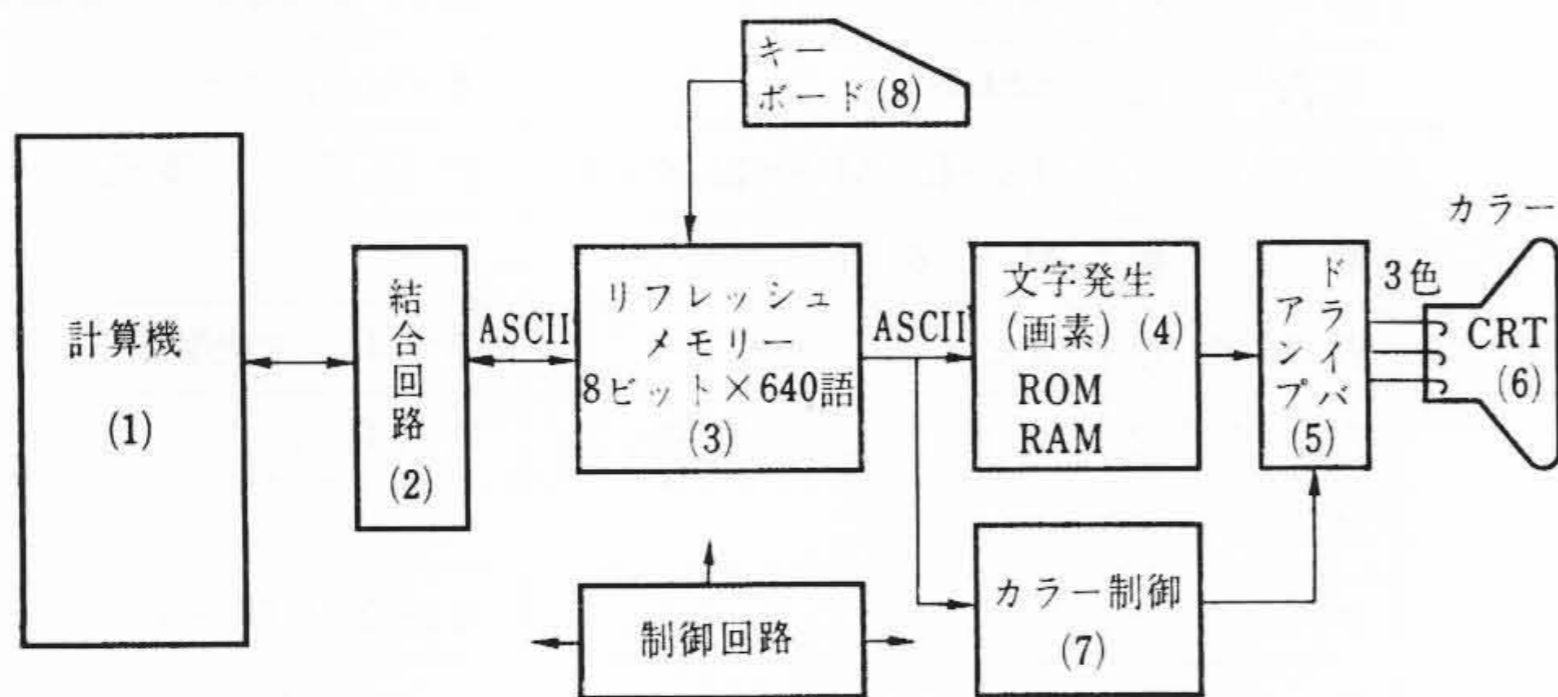 キー
ボード(8)
計算機
(1)
結合回路
(2)
ASCII
リフレッシュ
メモリー
8ビット×640語
(3)
ASCII
文字発生
(画素) (4)
ROM
RAM
ドライバ
アンプ
(5)
3色
カラー
CRT
(6)
制御回路
カラー制御
(7)